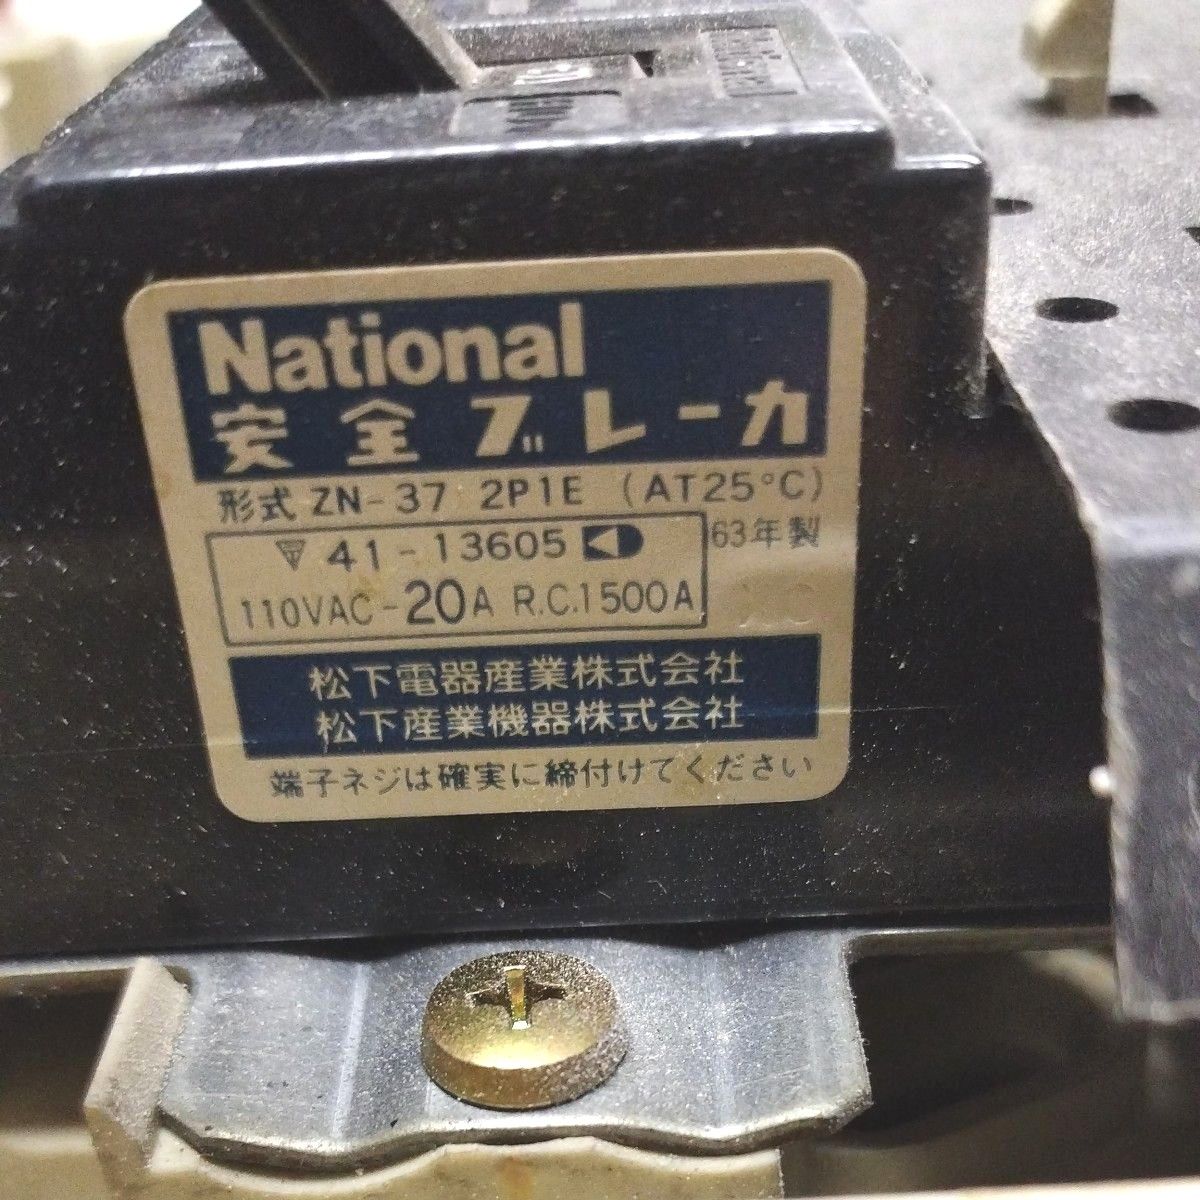 National
安全ブレーカ
形式 ZN-37 2P1E (AT25°C)
41-13605
63年製
110VAC-20A R.C.1500A
松下電器産業株式会社
松下産業機器株式会社
端子ネジは確実に締付けてください